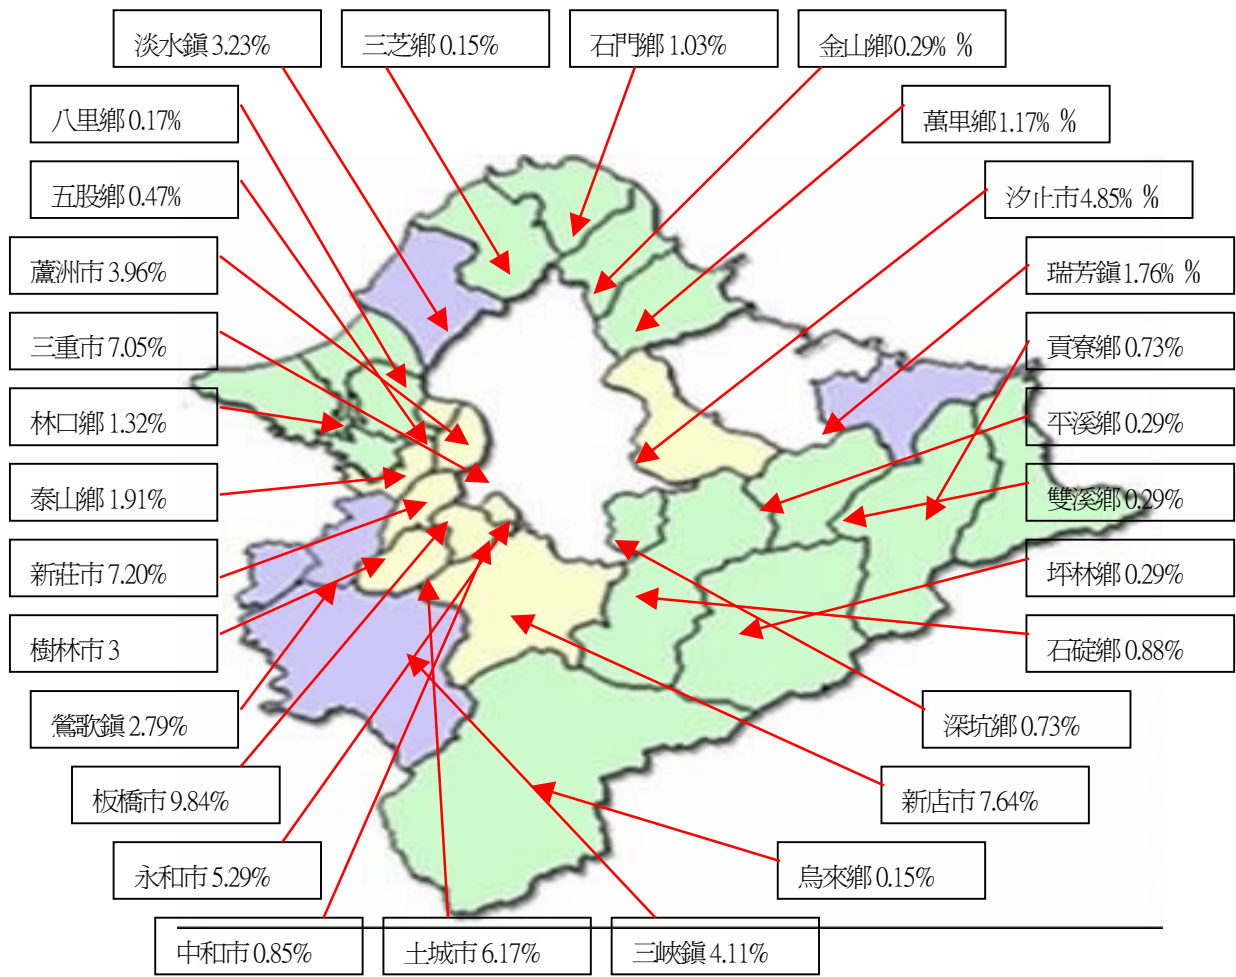 淡水鎮 3.23%
三芝鄉 0.15%
石門鄉 1.03%
金山鄉 0.29% %
八里鄉 0.17%
萬里鄉 1.17% %
五股鄉 0.47%
汐止市 4.85% %
蘆洲市 3.96%
瑞芳鎮 1.76% %
三重市 7.05%
貢寮鄉 0.73%
林口鄉 1.32%
平溪鄉 0.29%
泰山鄉 1.91%
雙溪鄉 0.29%
新莊市 7.20%
坪林鄉 0.29%
樹林市 3
石碇鄉 0.88%
鶯歌鎮 2.79%
深坑鄉 0.73%
板橋市 9.84%
新店市 7.64%
永和市 5.29%
烏來鄉 0.15%
中和市 0.85%
土城市 6.17%
三峽鎮 4.11%